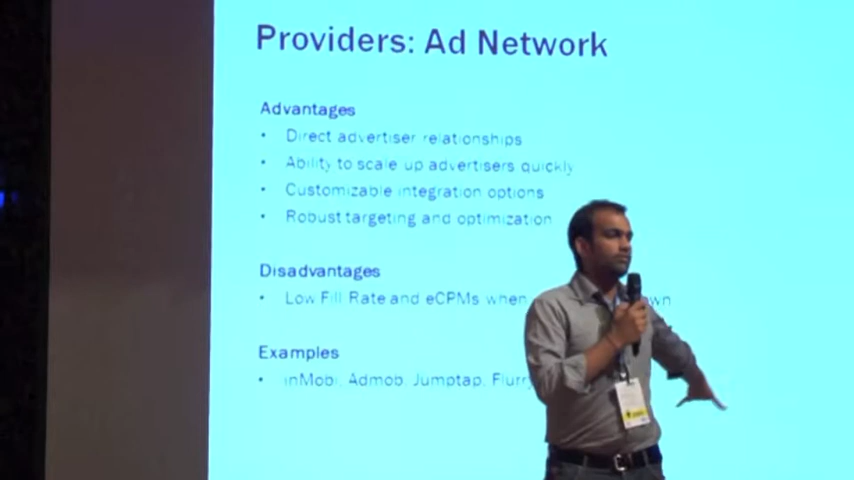 Providers: Ad Network
Advantages
• Direct advertiser relationships
• Ability to scale up advertisers quickly
• Customizable integration options
• Robust targeting and optimization
Disadvantages
• Low Fill Rate and eCPMs when
Examples
• inMobi, Admob, Jumptap, Flurry